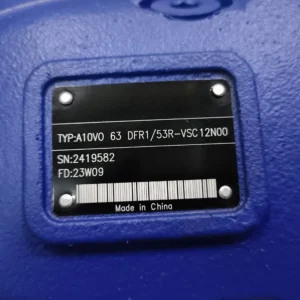 TYP:A10VO 63 DFR1/53R-VSC12N00
SN:2419582
FD:23W09
Made in China